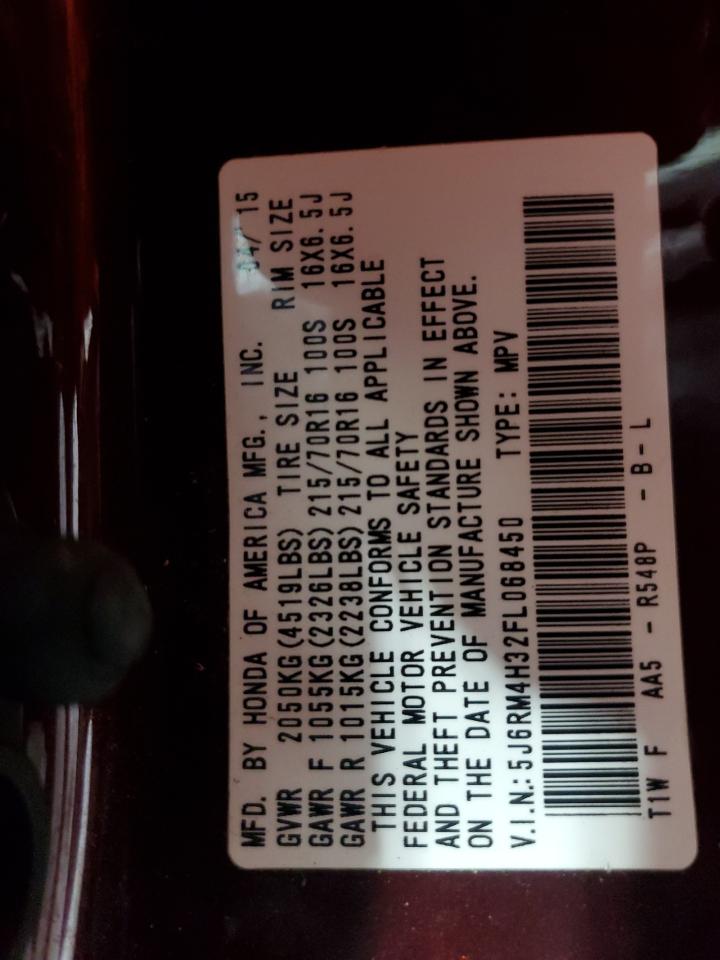 MFD. BY HONDA OF AMERICA MFG., INC. 04/ 15
GVWR 2050KG(4519LBS) TIRE SIZE RIM SIZE
GAWR F 1055KG(2326LBS) 215/70R16 100S 16X6.5J
GAWR R 1015KG(2238LBS) 215/70R16 100S 16X6.5J
THIS VEHICLE CONFORMS TO ALL APPLICABLE
FEDERAL MOTOR VEHICLE SAFETY
AND THEFT PREVENTION STANDARDS IN EFFECT
ON THE DATE OF MANUFACTURE SHOWN ABOVE.
V.I.N.: 5J6RM4H32FL068450 TYPE: MPV
T1W F AA5 - R548P - B - L